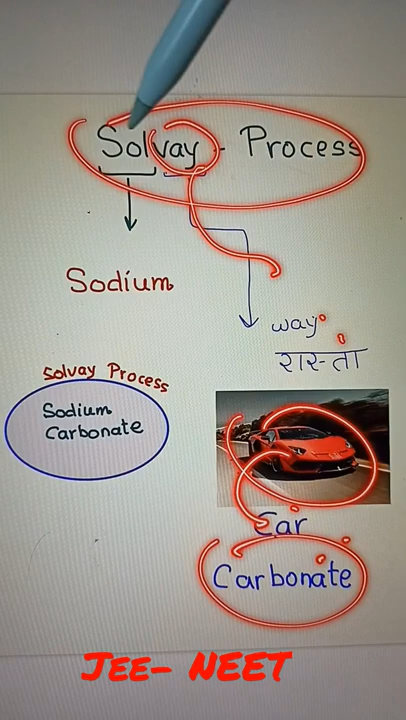 Solvay - Process
Sodium
way
रास्ता
Solvay Process
Sodium
Carbonate
Car
Carbonate
JEE- NEET